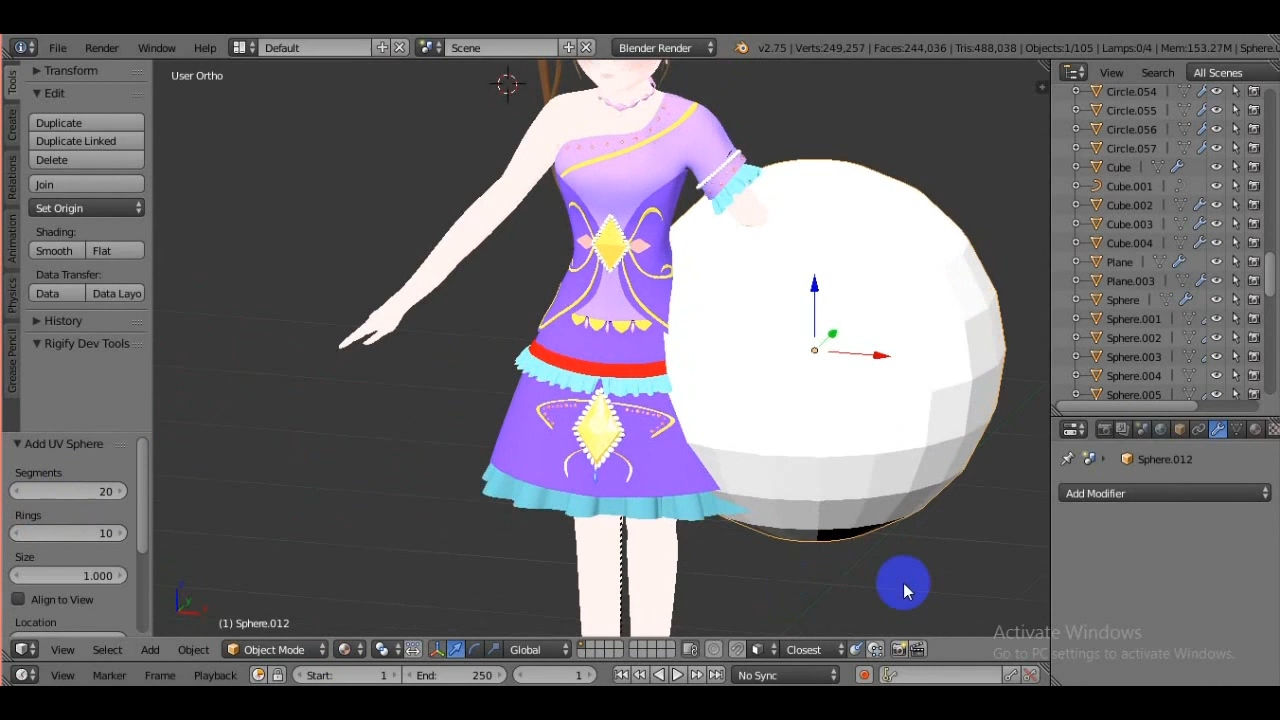 File Render Window Help Default Scene Blender Render v2.75 | Verts:249,257 | Faces:244,036 | Tris:488,038 | Objects:1/105 | Lamps:0/4 | Mem:153.27M | Sphere.
Tools
Create
Relations
Animation
Physics
Grease Pencil
Transform
Edit
Duplicate
Duplicate Linked
Delete
Join
Set Origin
Shading:
Smooth Flat
Data Transfer:
Data Data Layo
History
Rigify Dev Tools
Add UV Sphere
Segments
20
Rings
10
Size
1.000
Align to View
Location
User Ortho
(1) Sphere.012
View Search All Scenes
Circle.054
Circle.055
Circle.056
Circle.057
Cube
Cube.001
Cube.002
Cube.003
Cube.004
Plane
Plane.003
Sphere
Sphere.001
Sphere.002
Sphere.003
Sphere.004
Sphere.005
Sphere.012
Add Modifier
Activate Windows
Go to PC settings to activate Windows.
View Select Add Object Object Mode Global Closest
View Marker Frame Playback Start: 1 End: 250 1 No Sync